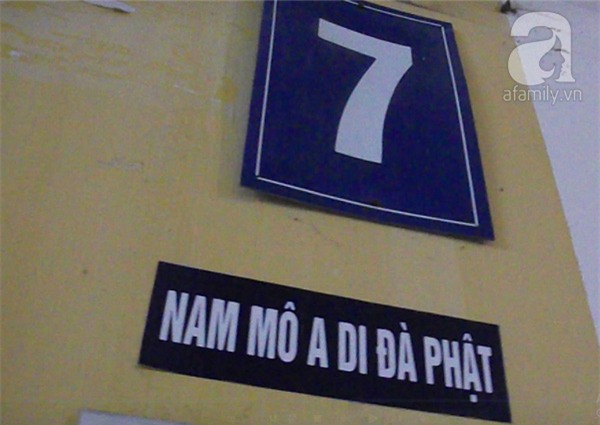 7
a
afamily.vn
NAM MÔ A DI ĐÀ PHẬT